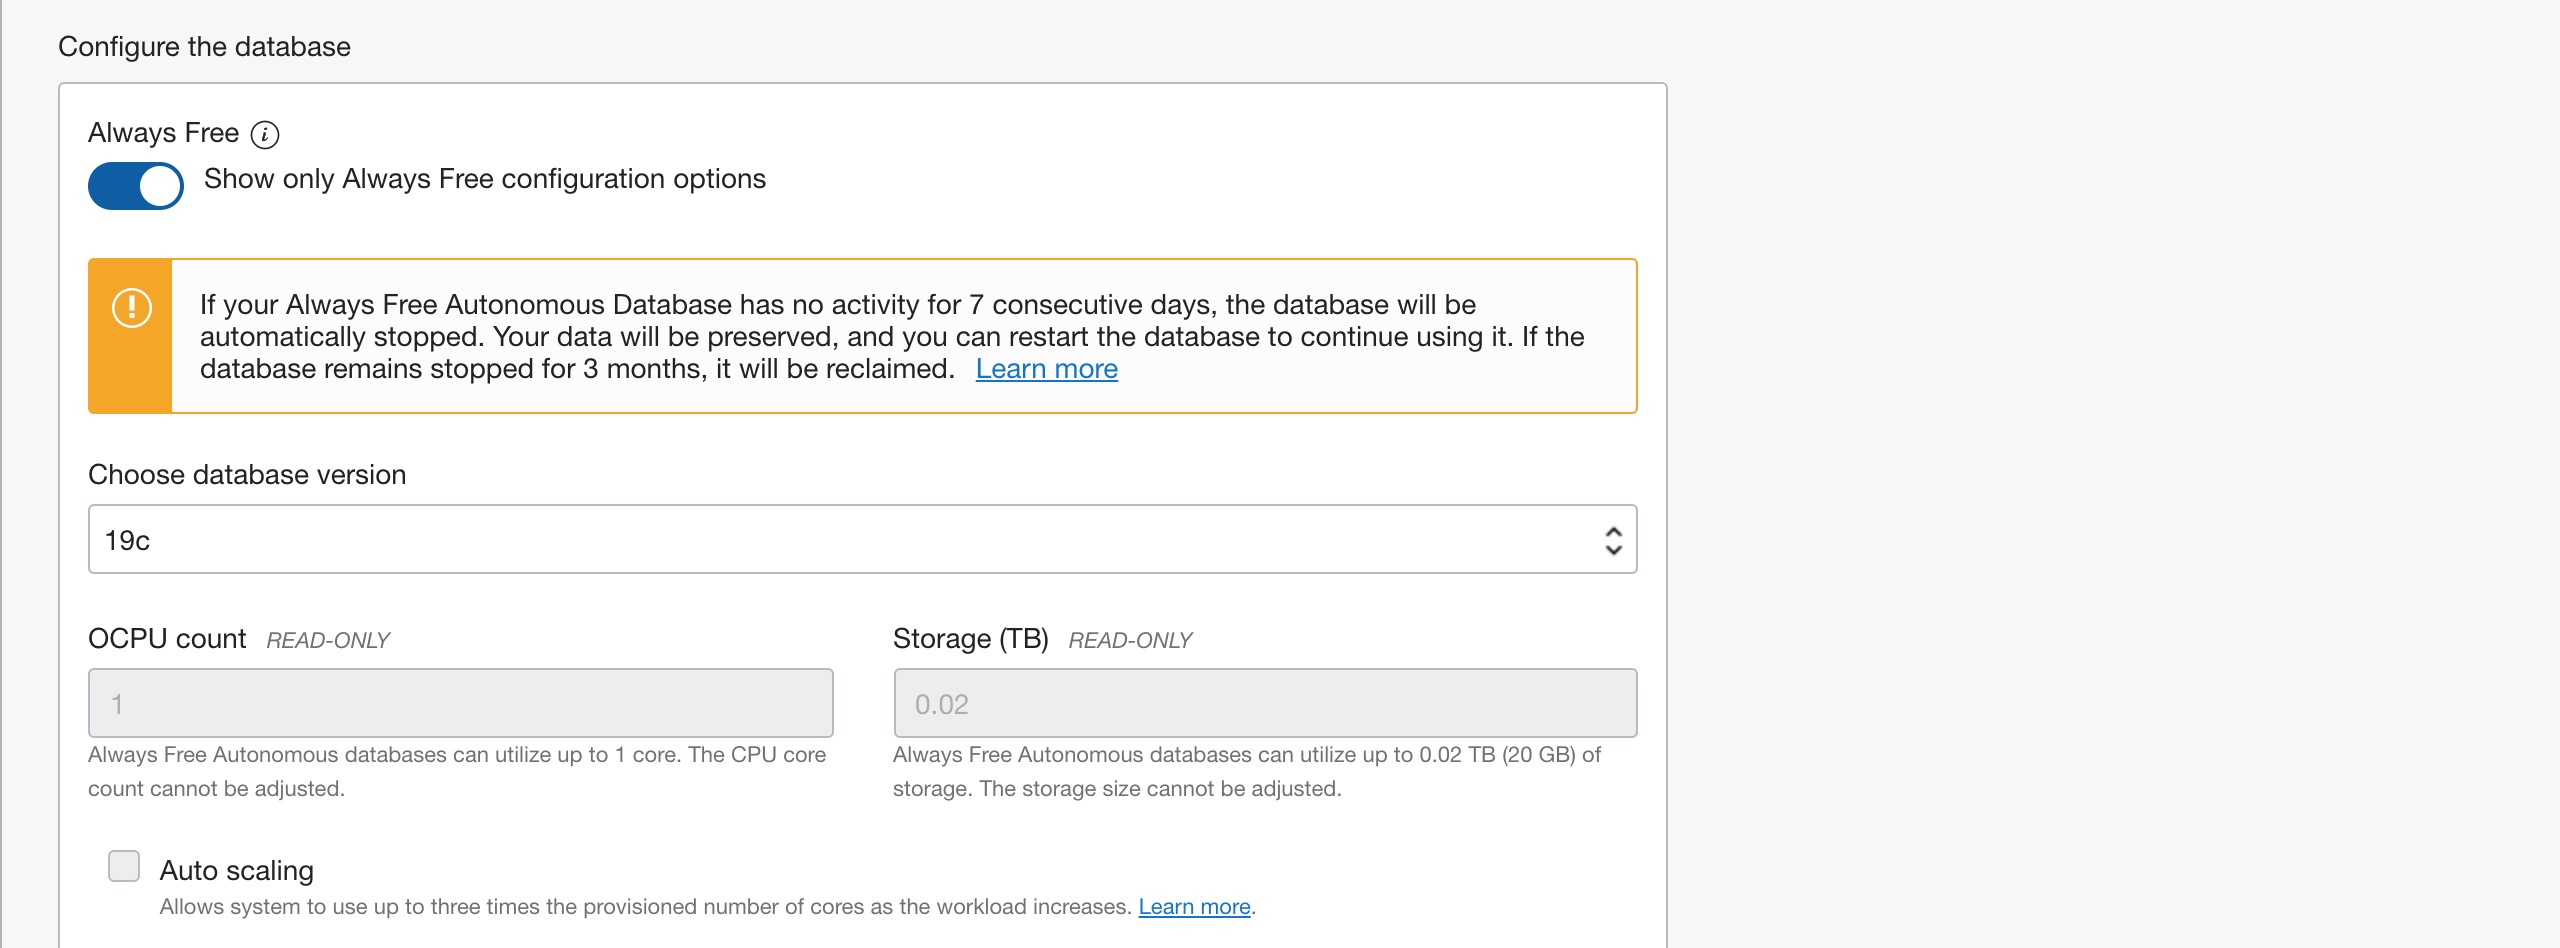 Configure the database
Always Free
Show only Always Free configuration options
If your Always Free Autonomous Database has no activity for 7 consecutive days, the database will be
automatically stopped. Your data will be preserved, and you can restart the database to continue using it. If the
database remains stopped for 3 months, it will be reclaimed. Learn more
Choose database version
19c
OCPU count READ-ONLY
Storage (TB) READ-ONLY
1
0.02
Always Free Autonomous databases can utilize up to 1 core. The CPU core
count cannot be adjusted.
Always Free Autonomous databases can utilize up to 0.02 TB (20 GB) of
storage. The storage size cannot be adjusted.
Auto scaling
Allows system to use up to three times the provisioned number of cores as the workload increases. Learn more.